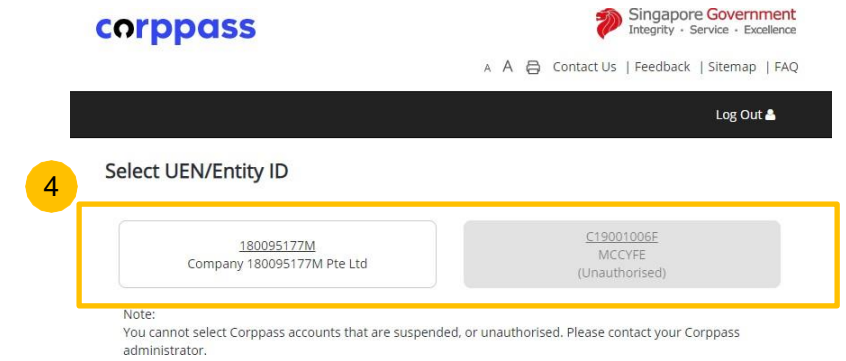 corppass
Singapore Government
Integrity · Service · Excellence
A A Contact Us | Feedback | Sitemap | FAQ
Log Out
Select UEN/Entity ID
4
180095177M
Company 180095177M Pte Ltd
C19001006F
MCCYFE
(Unauthorised)
Note:
You cannot select Corppass accounts that are suspended, or unauthorised. Please contact your Corppass
administrator.